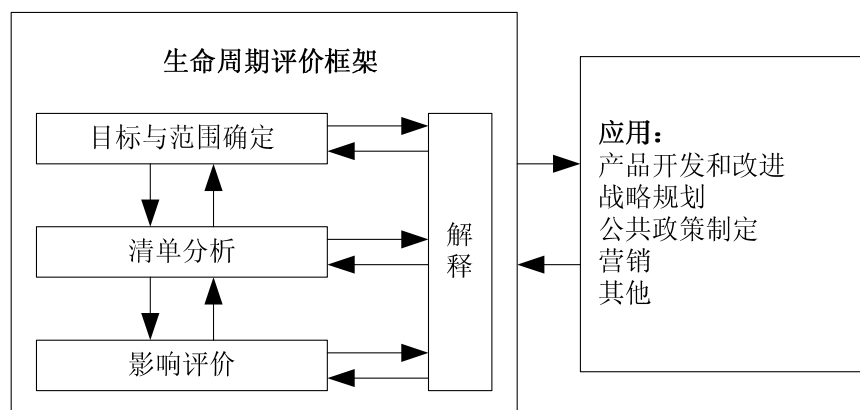 生命周期评价框架
目标与范围确定
清单分析
影响评价
解
释
应用：
产品开发和改进
战略规划
公共政策制定
营销
其他